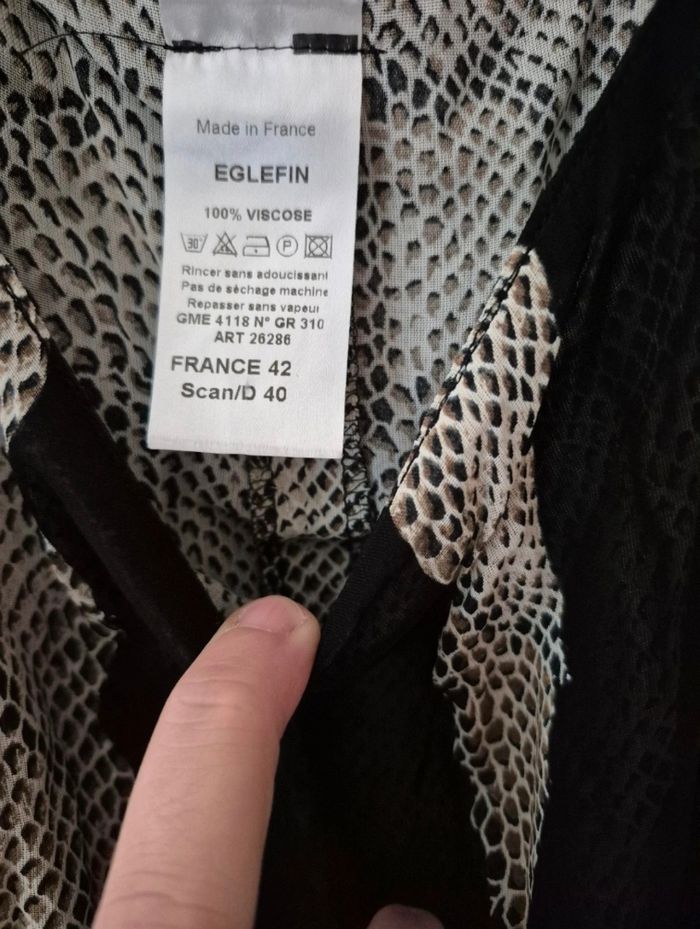 Made in France
EGLEFIN
100% VISCOSE
30° P
Rincer sans adoucissant
Pas de séchage machine
Repasser sans vapeur
GME 4118 N° GR 310
ART 26286
FRANCE 42
Scan/D 40